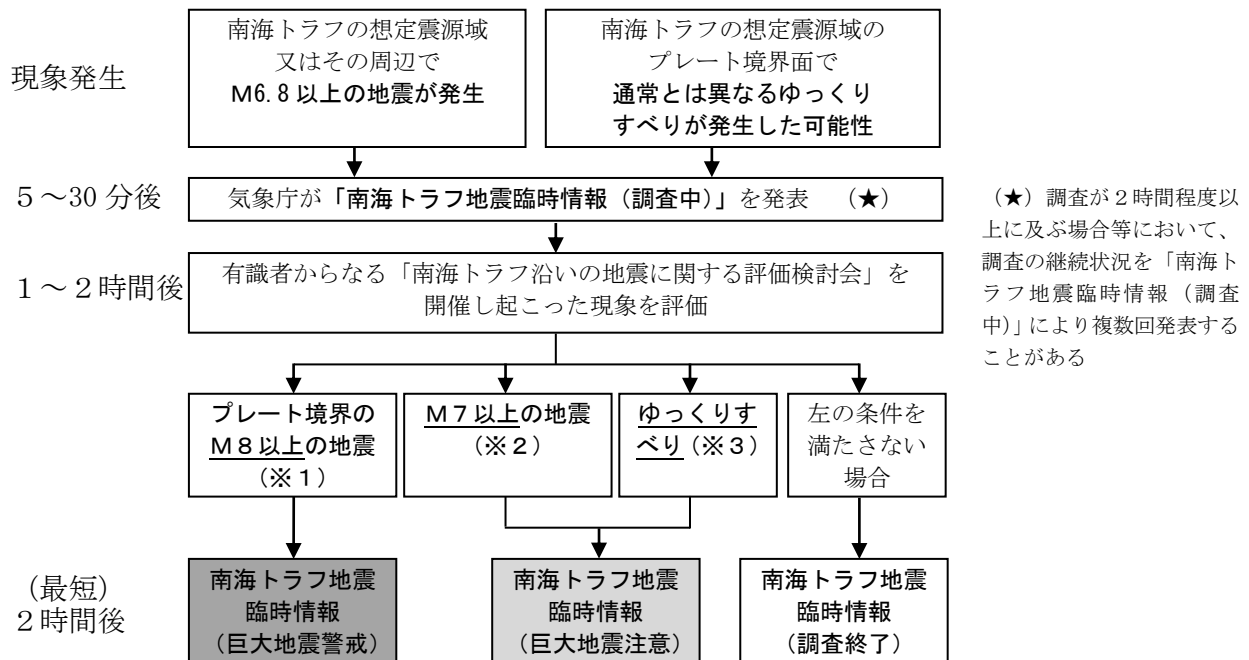 現象発生
南海トラフの想定震源域
又はその周辺で
M6.8以上の地震が発生
南海トラフの想定震源域の
プレート境界面で
通常とは異なるゆっくり
すべりが発生した可能性
5~30分後
気象庁が「南海トラフ地震臨時情報（調査中）」を発表 （★）
（★）調査が2時間程度以
上に及ぶ場合等において、
調査の継続状況を「南海ト
ラフ地震臨時情報（調査
中）」により複数回発表する
ことがある
1~2時間後
有識者からなる「南海トラフ沿いの地震に関する評価検討会」を
開催し起こった現象を評価
プレート境界の
M8以上の地震
（※1）
M7以上の地震
（※2）
ゆっくりす
べり（※3）
左の条件を
満たさない
場合
（最短）
2時間後
南海トラフ地震
臨時情報
（巨大地震警戒）
南海トラフ地震
臨時情報
（巨大地震注意）
南海トラフ地震
臨時情報
（調査終了）